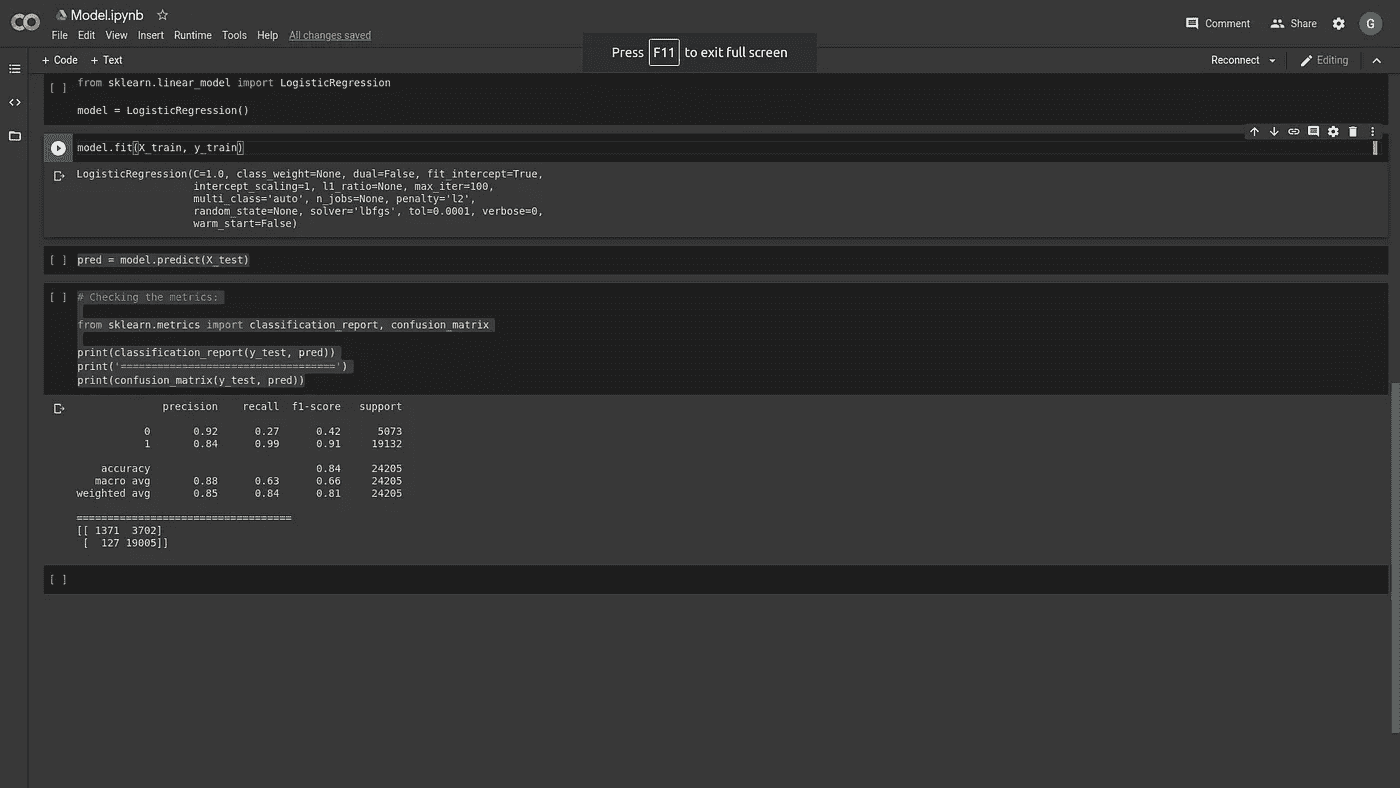 Model.ipynb
File Edit View Insert Runtime Tools Help All changes saved
Comment Share G
Press F11 to exit full screen
+ Code + Text
Reconnect Editing
[ ] from sklearn.linear_model import LogisticRegression
model = LogisticRegression()
model.fit(X_train, y_train)
LogisticRegression(C=1.0, class_weight=None, dual=False, fit_intercept=True,
intercept_scaling=1, l1_ratio=None, max_iter=100,
multi_class='auto', n_jobs=None, penalty='l2',
random_state=None, solver='lbfgs', tol=0.0001, verbose=0,
warm_start=False)
[ ] pred = model.predict(X_test)
[ ] # Checking the metrics:
from sklearn.metrics import classification_report, confusion_matrix
print(classification_report(y_test, pred))
print('===================================')
print(confusion_matrix(y_test, pred))
precision recall f1-score support
0 0.92 0.27 0.42 5073
1 0.84 0.99 0.91 19132
accuracy 0.84 24205
macro avg 0.88 0.63 0.66 24205
weighted avg 0.85 0.84 0.81 24205
===================================
[[ 1371 3702]
[ 127 19005]]
[ ]